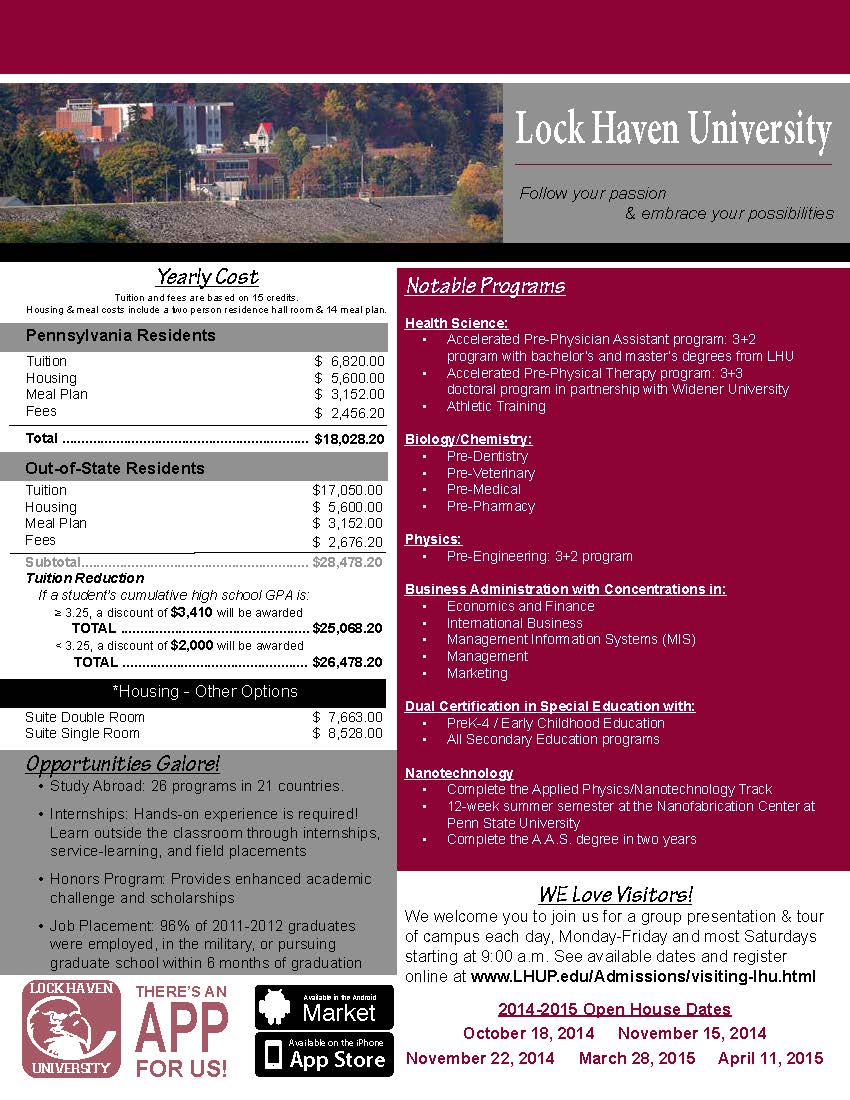 Lock Haven University
Follow your passion
& embrace your possibilities
Yearly Cost
Tuition and fees are based on 15 credits.
Housing & meal costs include a two person residence hall room & 14 meal plan.
Pennsylvania Residents
Tuition $ 6,820.00
Housing $ 5,600.00
Meal Plan $ 3,152.00
Fees $ 2,456.20
Total ................................................................ $18,028.20
Out-of-State Residents
Tuition $17,050.00
Housing $ 5,600.00
Meal Plan $ 3,152.00
Fees $ 2,676.20
Subtotal........................................................... $28,478.20
Tuition Reduction
If a student's cumulative high school GPA is:
≥ 3.25, a discount of $3,410 will be awarded
TOTAL ................................................. $25,068.20
< 3.25, a discount of $2,000 will be awarded
TOTAL ................................................ $26,478.20
*Housing - Other Options
Suite Double Room $ 7,663.00
Suite Single Room $ 8,528.00
Opportunities Galore!
• Study Abroad: 26 programs in 21 countries.
• Internships: Hands-on experience is required!
Learn outside the classroom through internships,
service-learning, and field placements
• Honors Program: Provides enhanced academic
challenge and scholarships
• Job Placement: 96% of 2011-2012 graduates
were employed, in the military, or pursuing
graduate school within 6 months of graduation
LOCK HAVEN
UNIVERSITY
THERE'S AN
APP
FOR US!
Available in the Android
Market
Available on the iPhone
App Store
Notable Programs
Health Science:
• Accelerated Pre-Physician Assistant program: 3+2
program with bachelor's and master's degrees from LHU
• Accelerated Pre-Physical Therapy program: 3+3
doctoral program in partnership with Widener University
• Athletic Training
Biology/Chemistry:
• Pre-Dentistry
• Pre-Veterinary
• Pre-Medical
• Pre-Pharmacy
Physics:
• Pre-Engineering: 3+2 program
Business Administration with Concentrations in:
• Economics and Finance
• International Business
• Management Information Systems (MIS)
• Management
• Marketing
Dual Certification in Special Education with:
• PreK-4 / Early Childhood Education
• All Secondary Education programs
Nanotechnology
• Complete the Applied Physics/Nanotechnology Track
• 12-week summer semester at the Nanofabrication Center at
Penn State University
• Complete the A.A.S. degree in two years
WE Love Visitors!
We welcome you to join us for a group presentation & tour
of campus each day, Monday-Friday and most Saturdays
starting at 9:00 a.m. See available dates and register
online at www.LHUP.edu/Admissions/visiting-lhu.html
2014-2015 Open House Dates
October 18, 2014 November 15, 2014
November 22, 2014 March 28, 2015 April 11, 2015